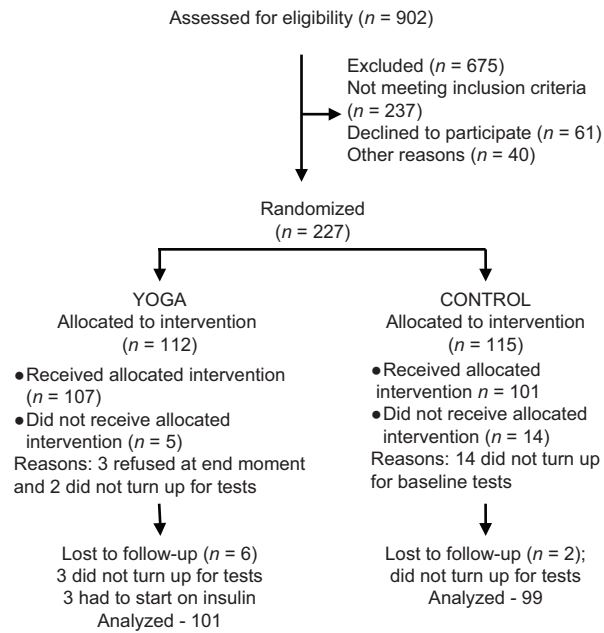 Assessed for eligibility (n = 902)
Excluded (n = 675)
Not meeting inclusion criteria
(n = 237)
Declined to participate (n = 61)
Other reasons (n = 40)
Randomized
(n = 227)
YOGA
Allocated to intervention
(n = 112)
●Received allocated intervention
(n = 107)
●Did not receive allocated
intervention (n = 5)
Reasons: 3 refused at end moment
and 2 did not turn up for tests
Lost to follow-up (n = 6)
3 did not turn up for tests
3 had to start on insulin
Analyzed - 101
CONTROL
Allocated to intervention
(n = 115)
●Received allocated
intervention n = 101
●Did not receive allocated
intervention (n = 14)
Reasons: 14 did not turn up
for baseline tests
Lost to follow-up (n = 2);
did not turn up for tests
Analyzed - 99